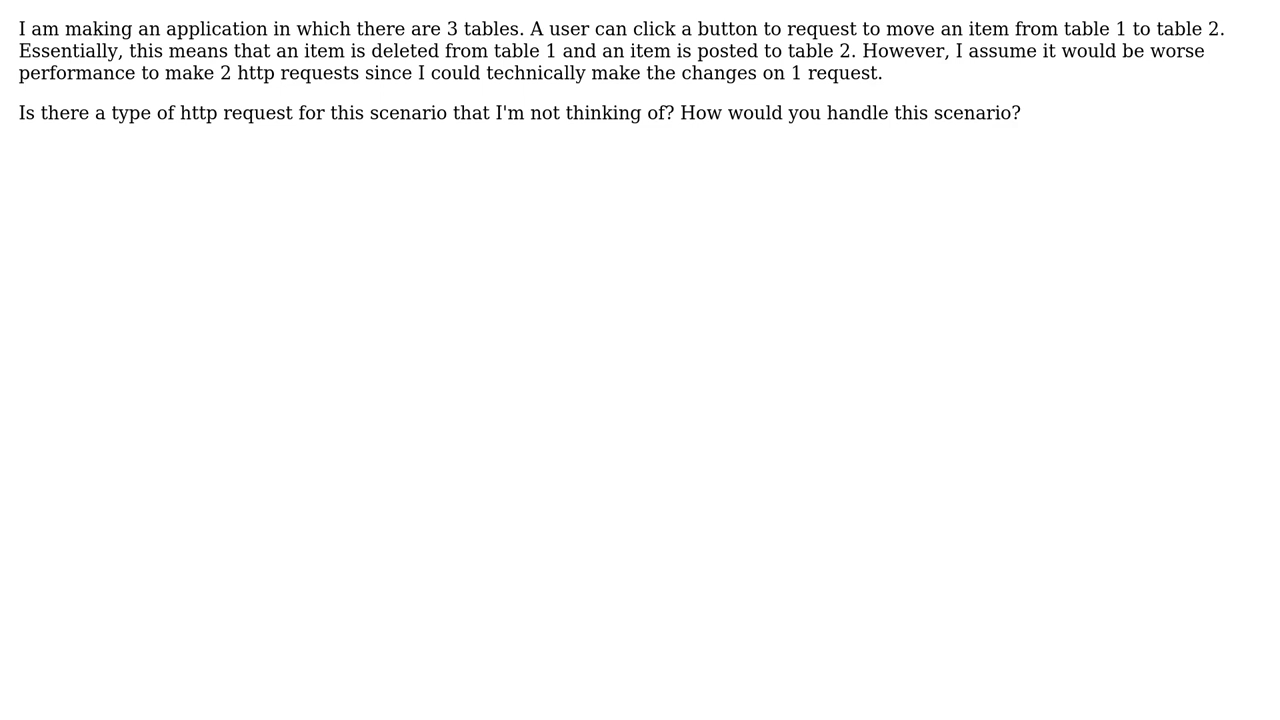 I am making an application in which there are 3 tables. A user can click a button to request to move an item from table 1 to table 2.
Essentially, this means that an item is deleted from table 1 and an item is posted to table 2. However, I assume it would be worse
performance to make 2 http requests since I could technically make the changes on 1 request.
Is there a type of http request for this scenario that I'm not thinking of? How would you handle this scenario?